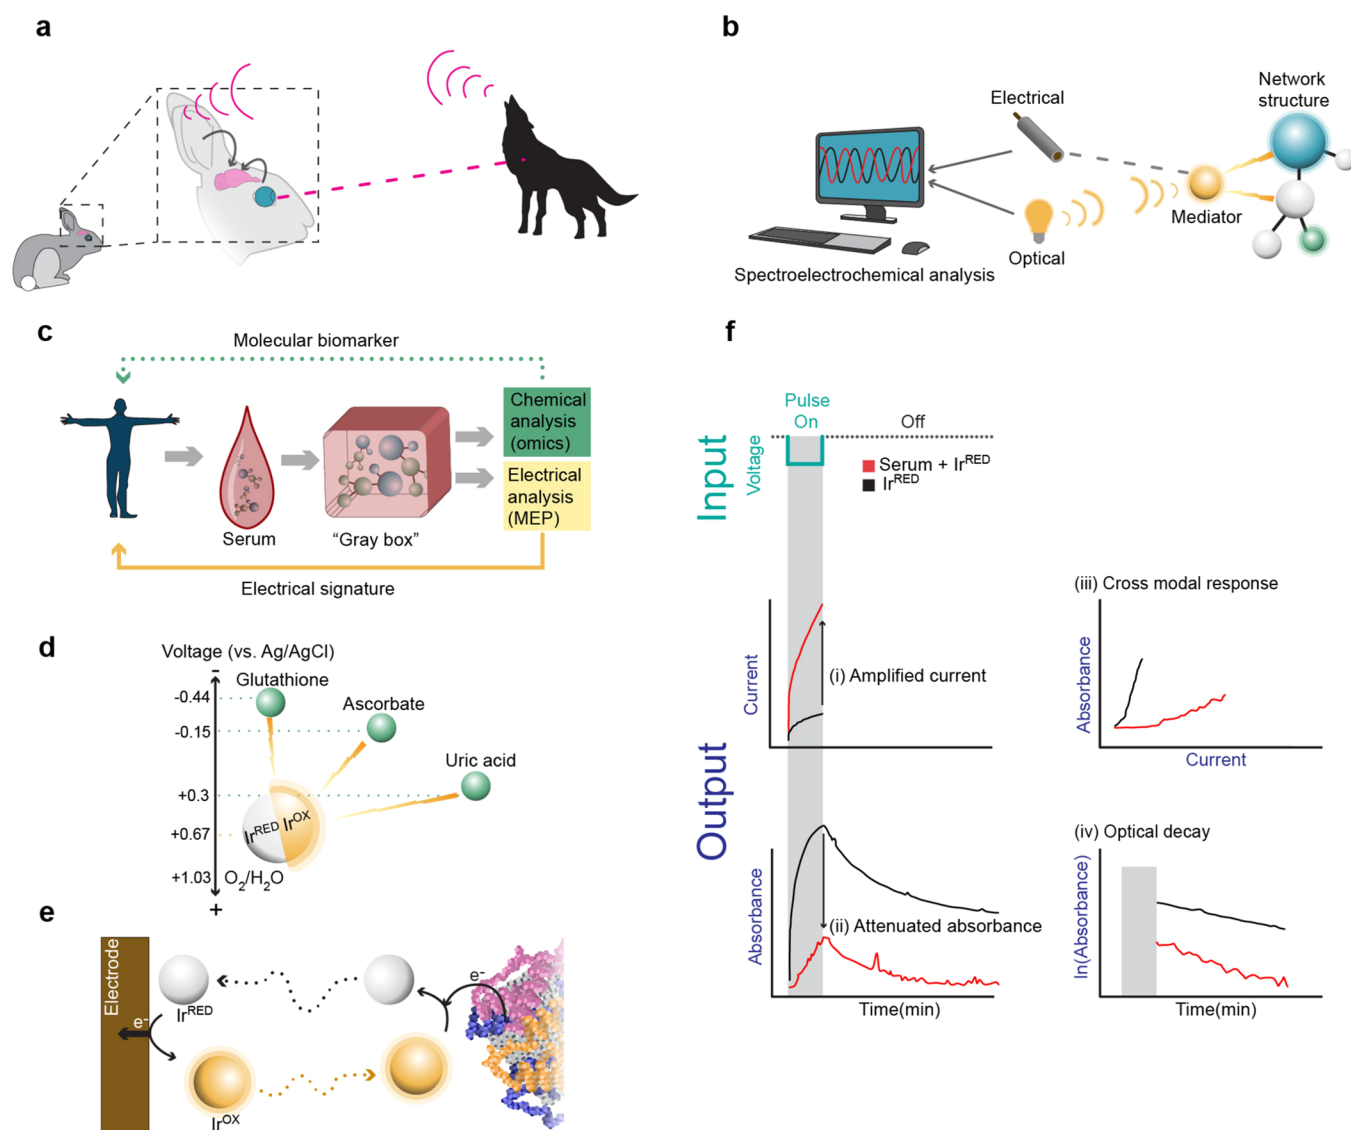 a
b
Electrical
Network
structure
Mediator
Optical
Spectroelectrochemical analysis
c
Molecular biomarker
Chemical
analysis
(omics)
Electrical
analysis
(MEP)
Serum
“Gray box”
Electrical signature
d
Voltage (vs. Ag/AgCl)
-
Glutathione
-0.44
Ascorbate
-0.15
Uric acid
+0.3
Ir^RED Ir^OX
+0.67
+1.03 O₂/H₂O
+
e
Electrode
e⁻
Ir^RED
Ir^OX
e⁻
f
Pulse
On
Off
Input
Voltage
Serum + Ir^RED
Ir^RED
Output
Current
(i) Amplified current
(iii) Cross modal response
Absorbance
Current
Absorbance
(ii) Attenuated absorbance
Time(min)
(iv) Optical decay
ln(Absorbance)
Time(min)